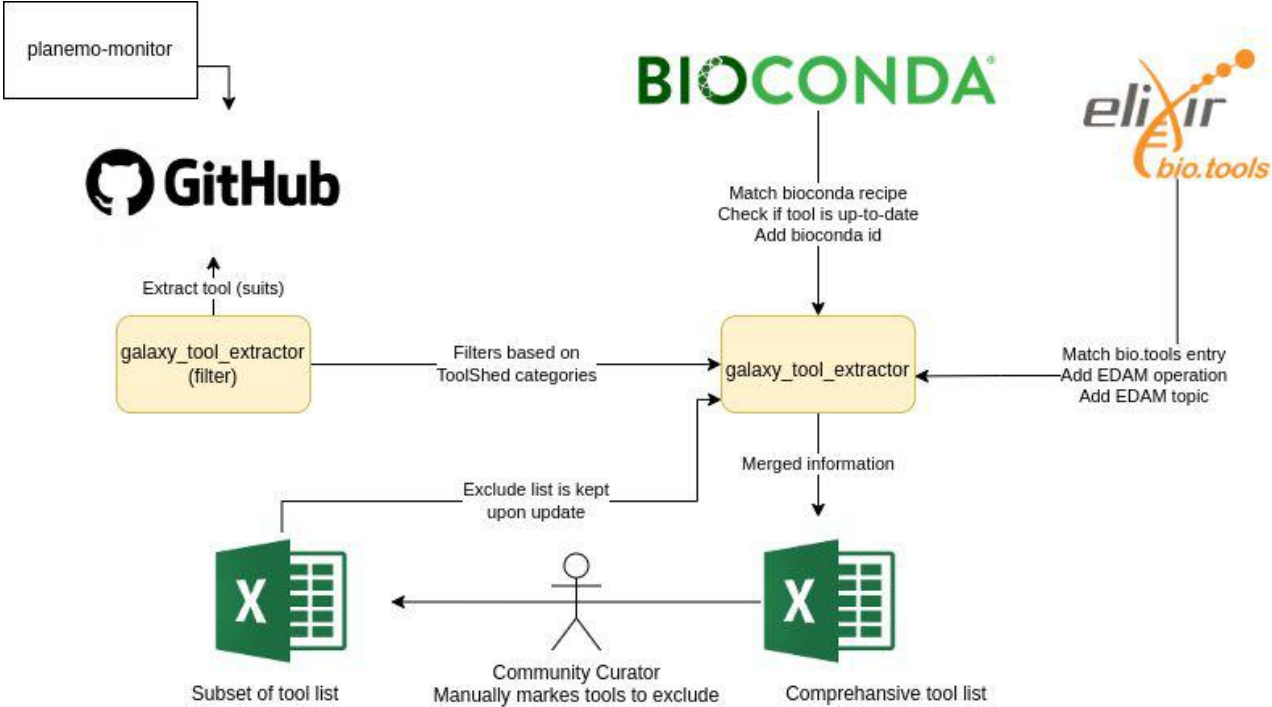 planemo-monitor
BIOCONDA®
elixir
bio.tools
GitHub
Match bioconda recipe
Check if tool is up-to-date
Add bioconda id
Extract tool (suits)
galaxy_tool_extractor
(filter)
Filters based on
ToolShed categories
galaxy_tool_extractor
Match bio.tools entry
Add EDAM operation
Add EDAM topic
Merged information
Exclude list is kept
upon update
X
X
Community Curator
Manually markes tools to exclude
Subset of tool list
Comprehansive tool list